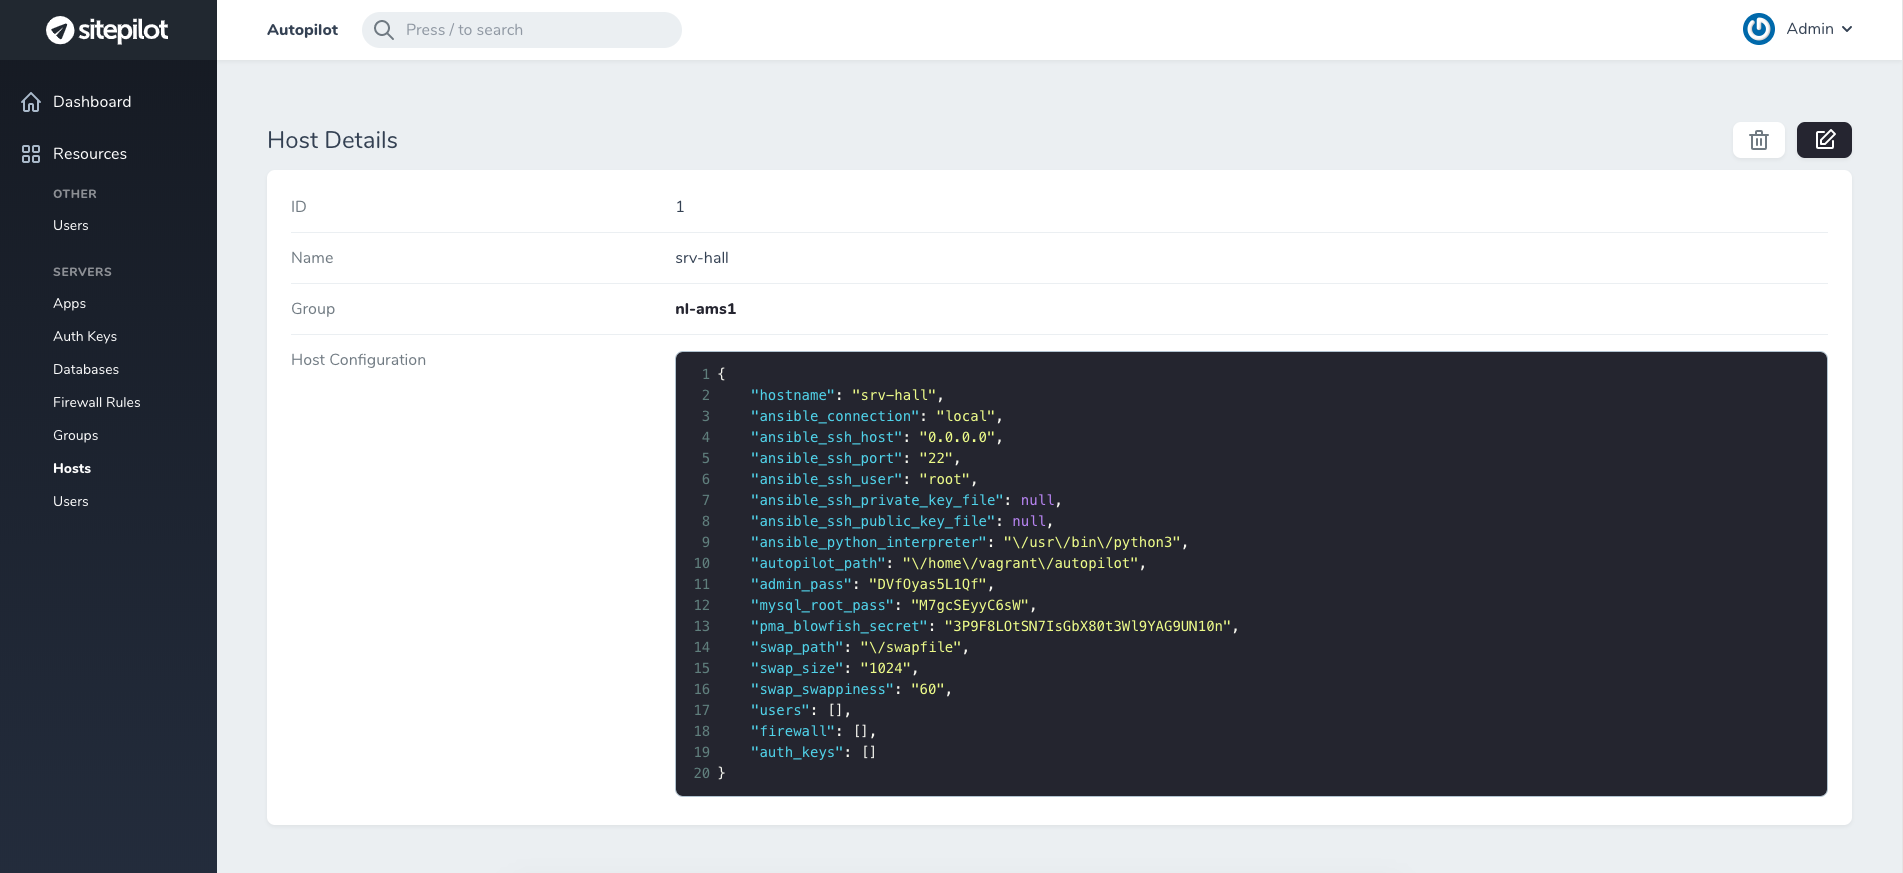 sitepilot
Autopilot
Press / to search
Admin
Dashboard
Resources
OTHER
Users
SERVERS
Apps
Auth Keys
Databases
Firewall Rules
Groups
Hosts
Users
Host Details
ID 1
Name srv-hall
Group nl-ams1
Host Configuration
1 {
2 "hostname": "srv-hall",
3 "ansible_connection": "local",
4 "ansible_ssh_host": "0.0.0.0",
5 "ansible_ssh_port": "22",
6 "ansible_ssh_user": "root",
7 "ansible_ssh_private_key_file": null,
8 "ansible_ssh_public_key_file": null,
9 "ansible_python_interpreter": "\/usr\/bin\/python3",
10 "autopilot_path": "\/home\/vagrant\/autopilot",
11 "admin_pass": "DVfOyas5L1Qf",
12 "mysql_root_pass": "M7gcSEyyC6sW",
13 "pma_blowfish_secret": "3P9F8LOtSN7IsGbX80t3Wl9YAG9UN10n",
14 "swap_path": "\/swapfile",
15 "swap_size": "1024",
16 "swap_swappiness": "60",
17 "users": [],
18 "firewall": [],
19 "auth_keys": []
20 }